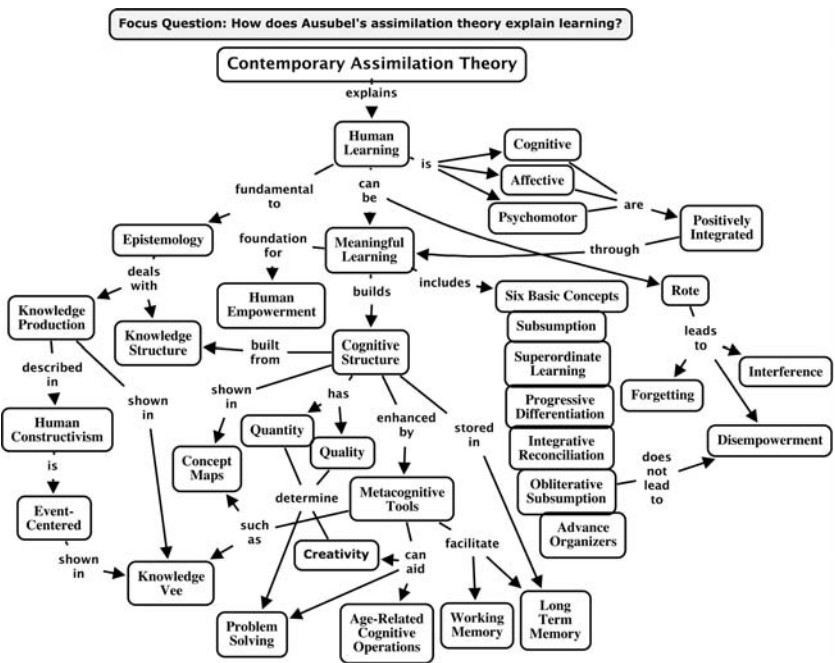 Focus Question: How does Ausubel's assimilation theory explain learning?
Contemporary Assimilation Theory
explains
Human
Learning
is
Cognitive
Affective
Psychomotor
are
Positively
Integrated
through
can
be
fundamental
to
Epistemology
foundation
for
Meaningful
Learning
Human
Empowerment
deals
with
Knowledge
Production
Knowledge
Structure
built
from
builds
Cognitive
Structure
includes
Six Basic Concepts
Subsumption
Superordinate
Learning
Progressive
Differentiation
Integrative
Reconciliation
Obliterative
Subsumption
Advance
Organizers
Rote
leads
to
Forgetting
Interference
Disempowerment
does
not
lead
to
described
in
Human
Constructivism
is
Event-
Centered
shown
in
shown
in
Knowledge
Vee
shown
in
Concept
Maps
has
Quantity
Quality
determine
Creativity
Problem
Solving
enhanced
by
Metacognitive
Tools
such
as
can
aid
Age-Related
Cognitive
Operations
facilitate
Working
Memory
stored
in
Long
Term
Memory